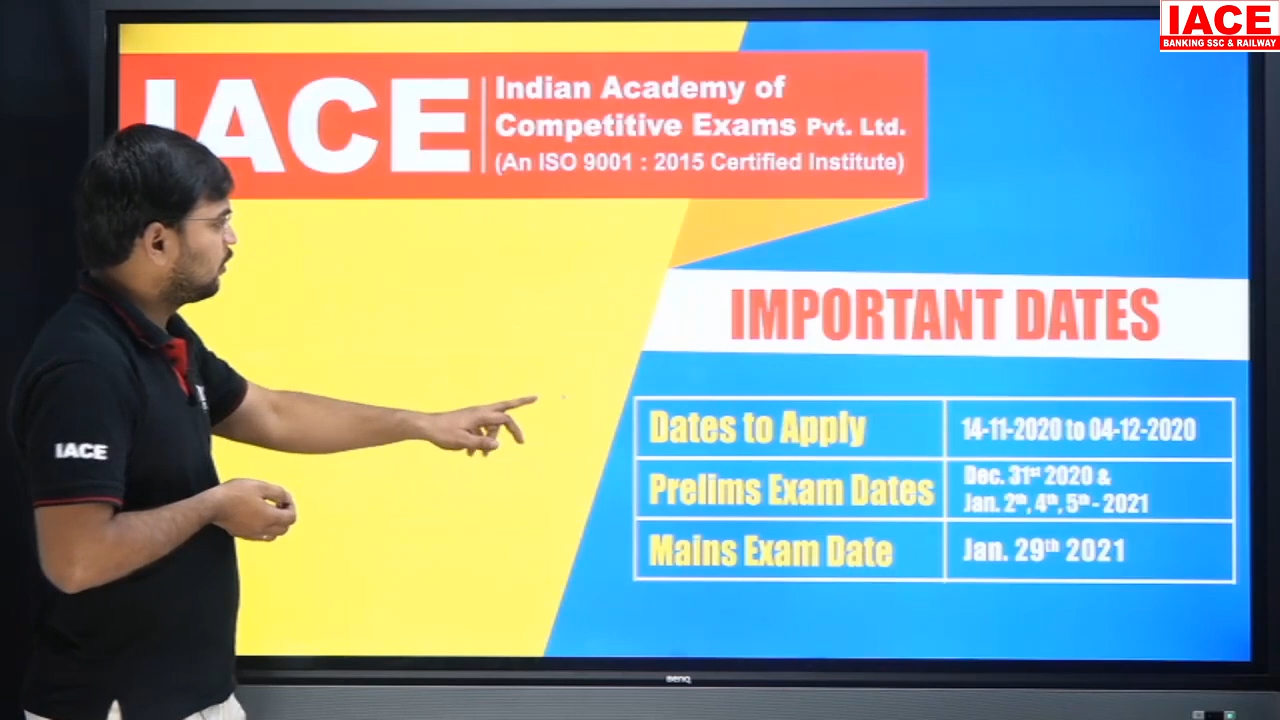 IACE
BANKING SSC & RAILWAY
IACE
Indian Academy of
Competitive Exams Pvt. Ltd.
(An ISO 9001 : 2015 Certified Institute)
IMPORTANT DATES
Dates to Apply
14-11-2020 to 04-12-2020
Prelims Exam Dates
Dec. 31st 2020 &
Jan. 2th, 4th, 5th - 2021
Mains Exam Date
Jan. 29th 2021
IACE
BenQ